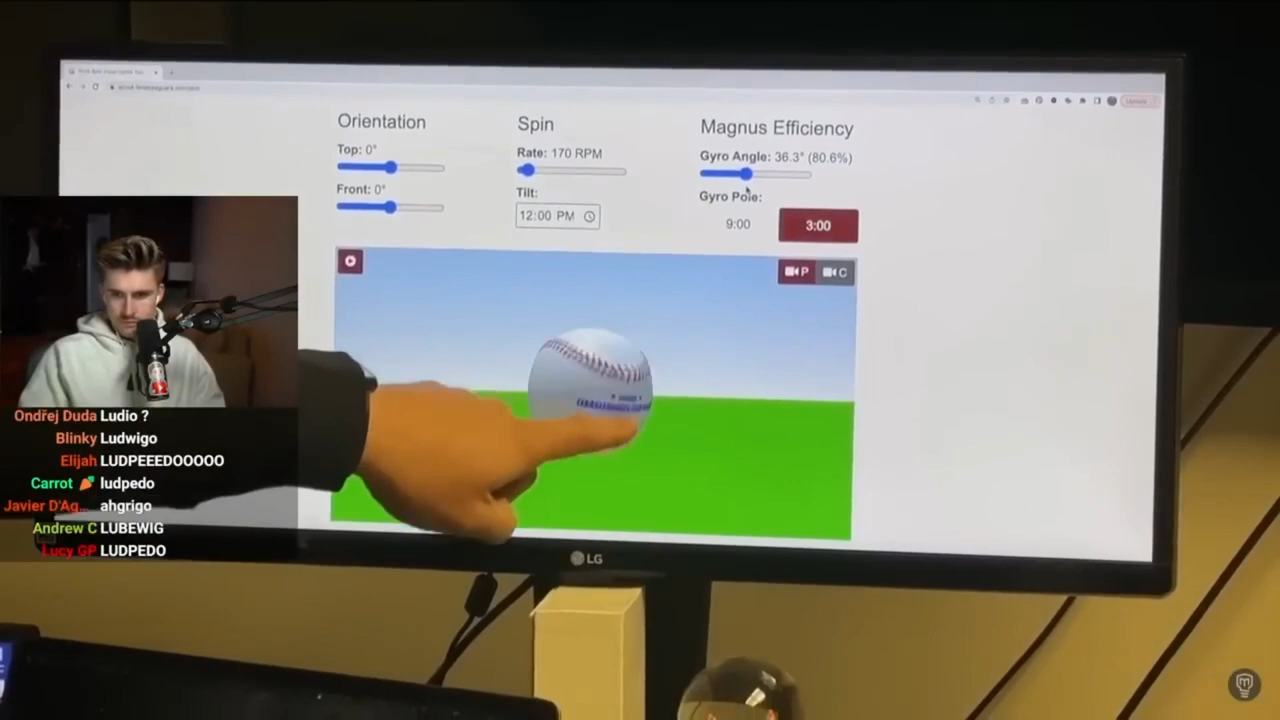 Orientation
Top: 0°
Front: 0°
Spin
Rate: 170 RPM
Tilt:
12:00 PM
Magnus Efficiency
Gyro Angle: 36.3° (80.6%)
Gyro Pole:
9:00
3:00
P
C
Ondřej Duda Ludio ?
Blinky Ludwigo
Elijah LUDPEEEDOOOOO
Carrot ludpedo
Javier D'Ag... ahgrigo
Andrew C LUBEWIG
Lucy GP LUDPEDO
LG